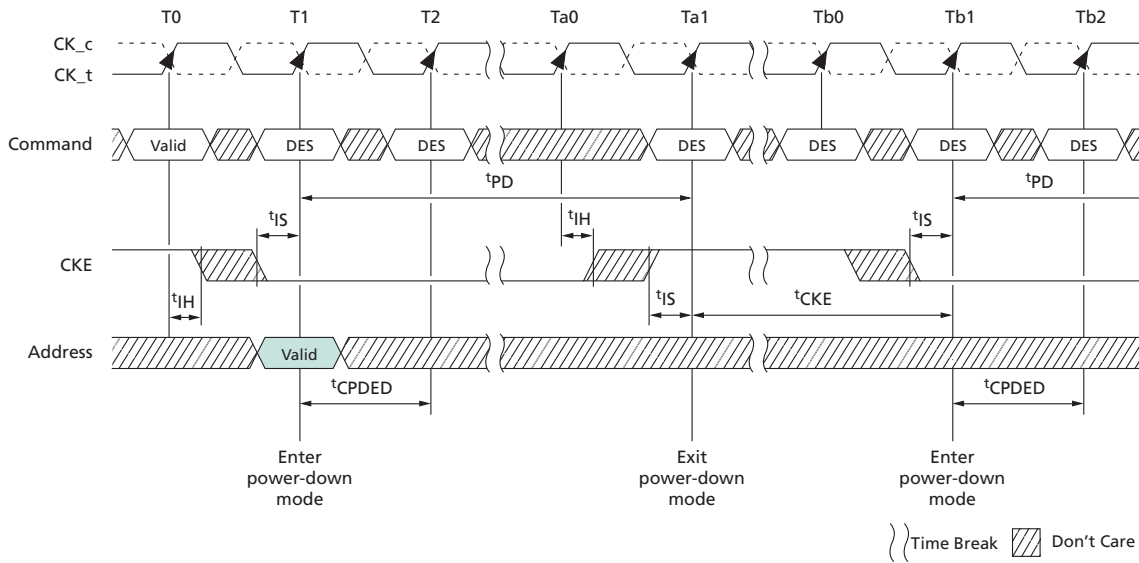 T0 T1 T2 Ta0 Ta1 Tb0 Tb1 Tb2
CK_c
CK_t
Command Valid DES DES DES DES DES DES
tPD tPD
tIS tIH tIS
CKE
tIH tIS tCKE
Address Valid
tCPDED tCPDED
Enter power-down mode
Exit power-down mode
Enter power-down mode
Time Break Don't Care